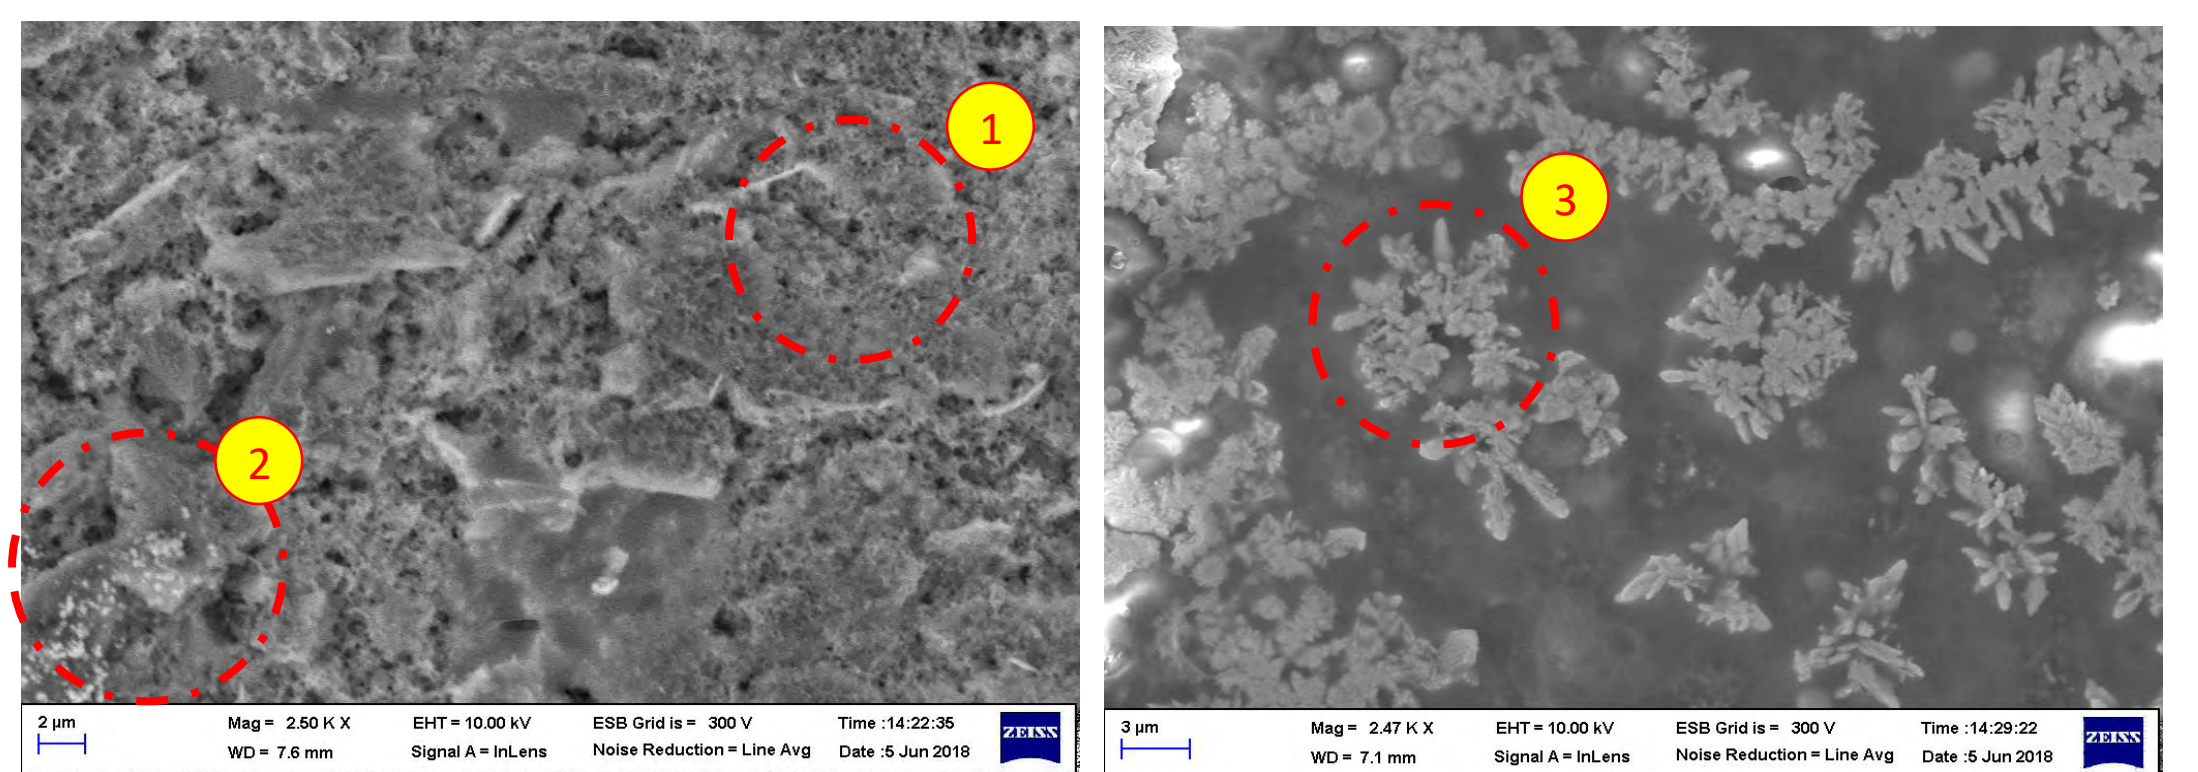 1
2
3
2 µm
Mag = 2.50 K X
EHT = 10.00 kV
ESB Grid is = 300 V
Time :14:22:35
WD = 7.6 mm
Signal A = InLens
Noise Reduction = Line Avg
Date :5 Jun 2018
ZEISS
3 µm
Mag = 2.47 K X
EHT = 10.00 kV
ESB Grid is = 300 V
Time :14:29:22
WD = 7.1 mm
Signal A = InLens
Noise Reduction = Line Avg
Date :5 Jun 2018
ZEISS